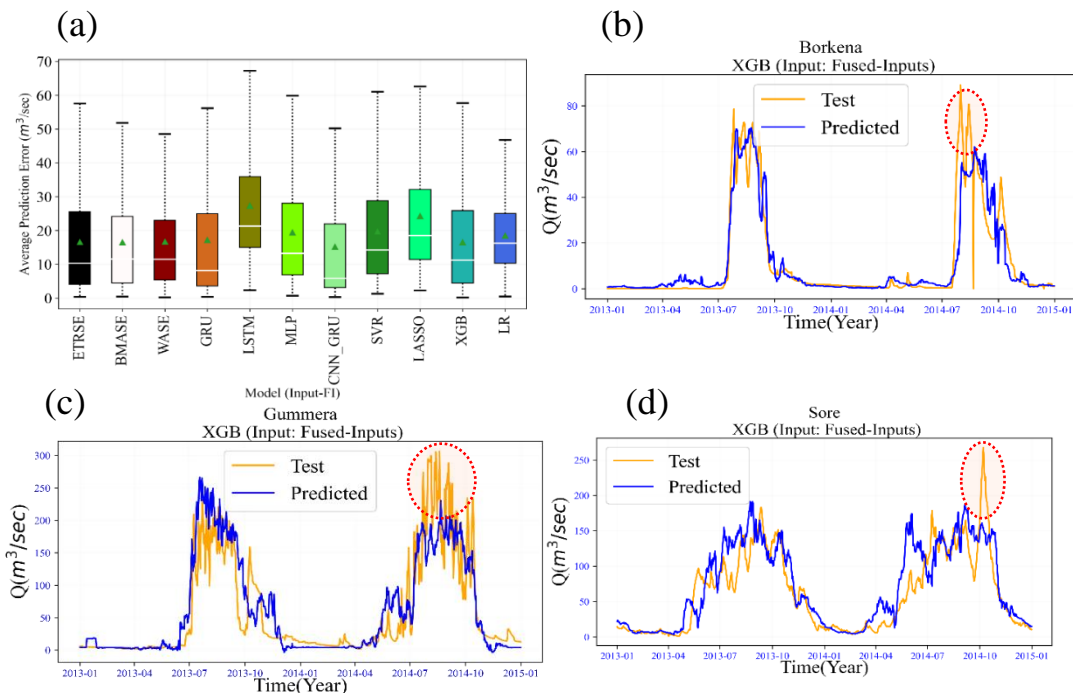 (a)
70
60
50
40
30
20
10
0
Average Prediction Error (m³/sec)
ETRSE
BMASE
WASE
GRU
LSTM
MLP
CNN_GRU
SVR
LASSO
XGB
LR
Model (Input-FI)
(b)
Borkena
XGB (Input: Fused-Inputs)
Test
Predicted
80
60
40
20
0
Q(m³/sec)
2013-01 2013-04 2013-07 2013-10 2014-01 2014-04 2014-07 2014-10 2015-01
Time(Year)
(c)
Gummera
XGB (Input: Fused-Inputs)
Test
Predicted
300
250
200
150
100
50
0
Q(m³/sec)
2013-01 2013-04 2013-07 2013-10 2014-01 2014-04 2014-07 2014-10 2015-01
Time(Year)
(d)
Sore
XGB (Input: Fused-Inputs)
Test
Predicted
250
200
150
100
50
0
Q(m³/sec)
2013-01 2013-04 2013-07 2013-10 2014-01 2014-04 2014-07 2014-10 2015-01
Time(Year)